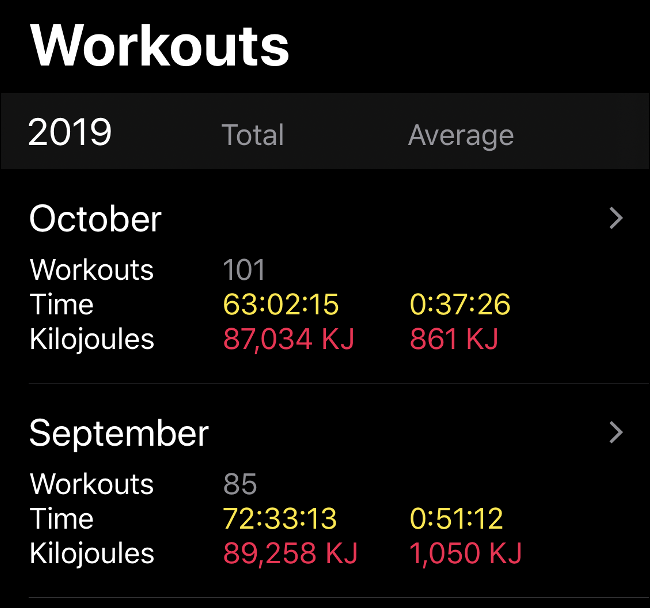 Workouts
2019 Total Average
October
Workouts 101
Time 63:02:15 0:37:26
Kilojoules 87,034 KJ 861 KJ
September
Workouts 85
Time 72:33:13 0:51:12
Kilojoules 89,258 KJ 1,050 KJ